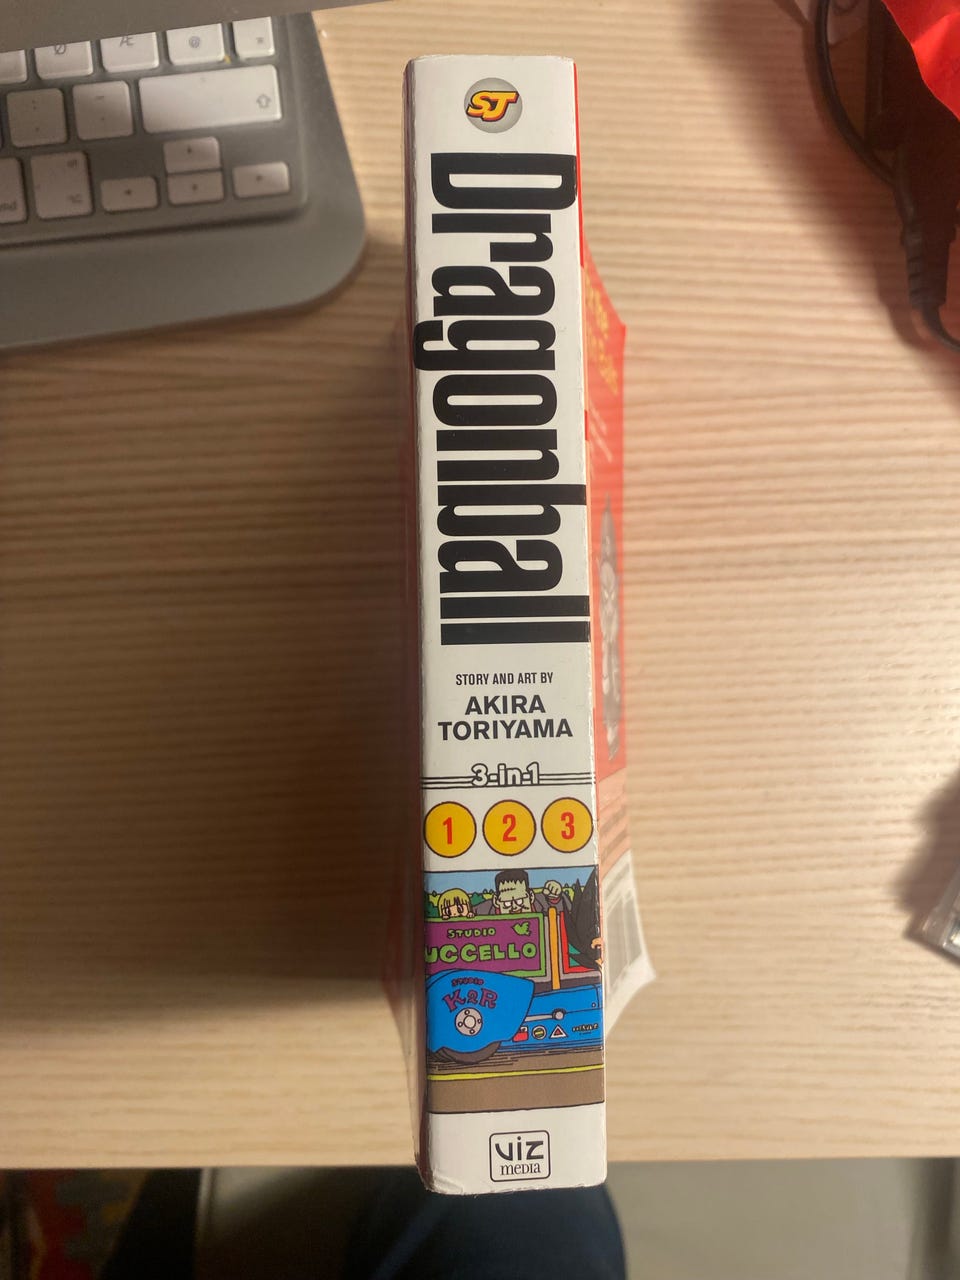 Ø
Æ
@
cmd
SJ
Dragonball
STORY AND ART BY
AKIRA
TORIYAMA
3-in-1
1 2 3
STUDIO
UCCELLO
STUDIO
K2R
VIZ
MEDIA